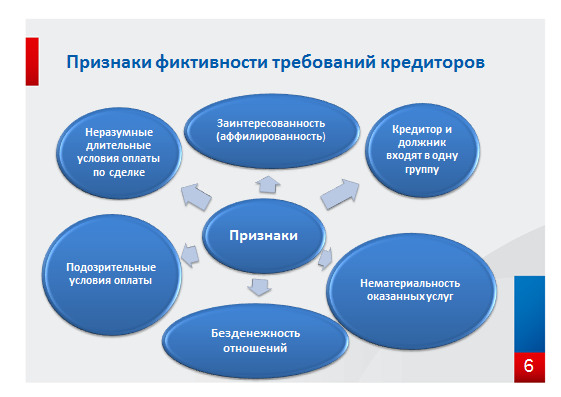 Признаки фиктивности требований кредиторов
Заинтересованность
(аффилированность)
Неразумные
длительные
условия оплаты
по сделке
Кредитор и
должник
входят в одну
группу
Признаки
Подозрительные
условия оплаты
Нематериальность
оказанных услуг
Безденежность
отношений
6